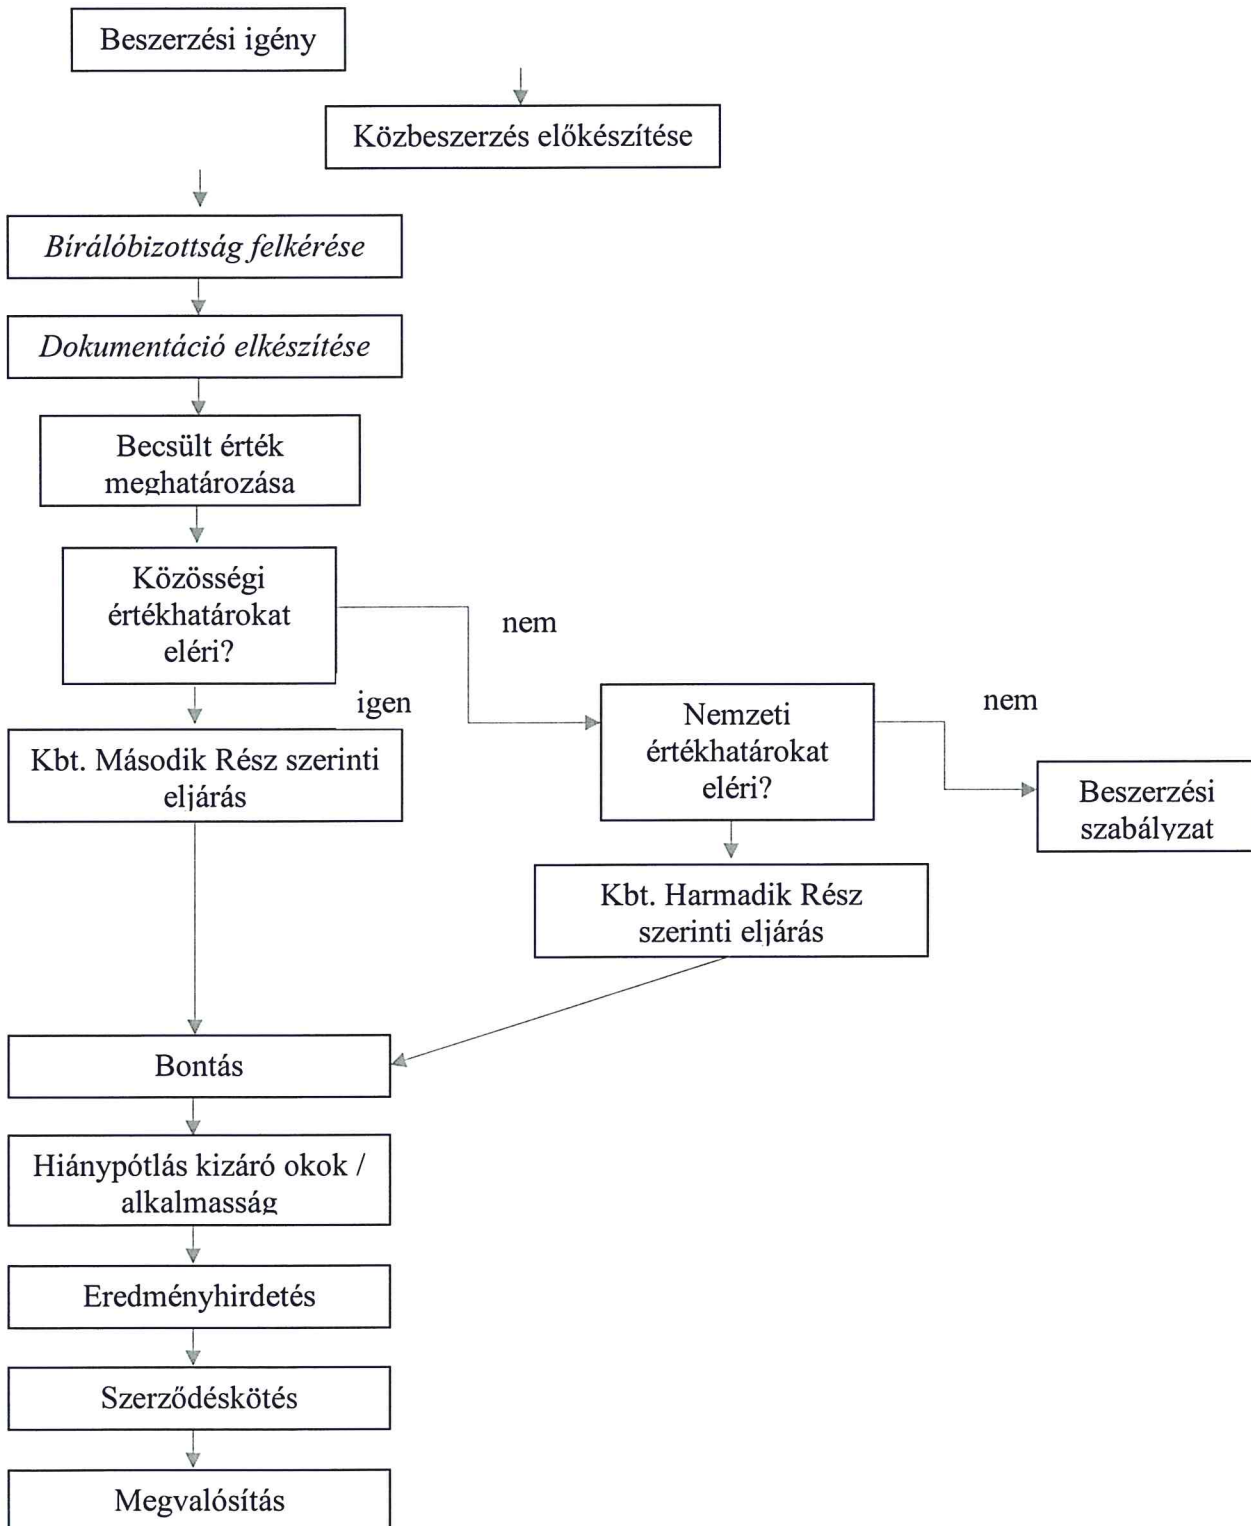 Beszerzési igény
Közbeszerzés előkészítése
Bírálóbizottság felkérése
Dokumentáció elkészítése
Becsült érték
meghatározása
Közösségi
értékhatárokat
eléri?
nem
igen
Nemzeti
értékhatárokat
eléri?
nem
Kbt. Második Rész szerinti
eljárás
Beszerzési
szabályzat
Kbt. Harmadik Rész
szerinti eljárás
Bontás
Hiánypótlás kizáró okok /
alkalmasság
Eredményhirdetés
Szerződéskötés
Megvalósítás